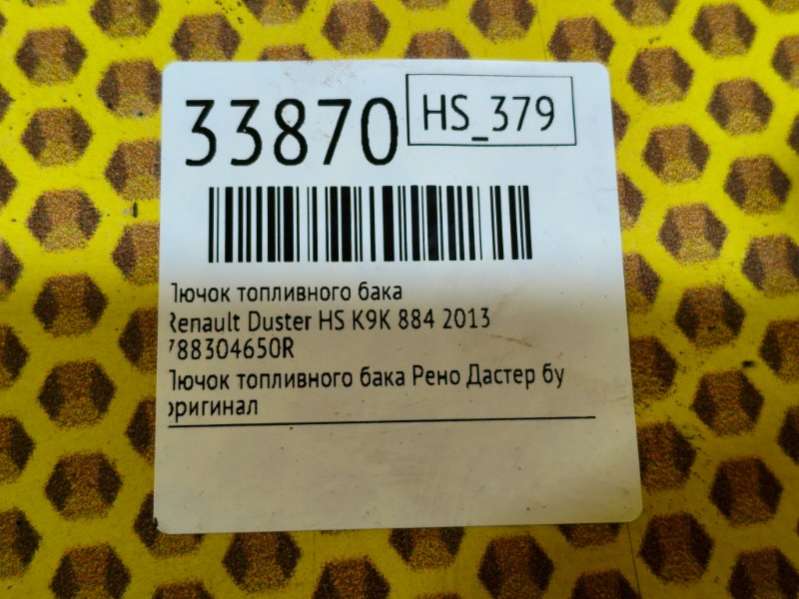 33870
HS_379
Лючок топливного бака
Renault Duster HS K9K 884 2013
788304650R
Лючок топливного бака Рено Дастер бу
оригинал